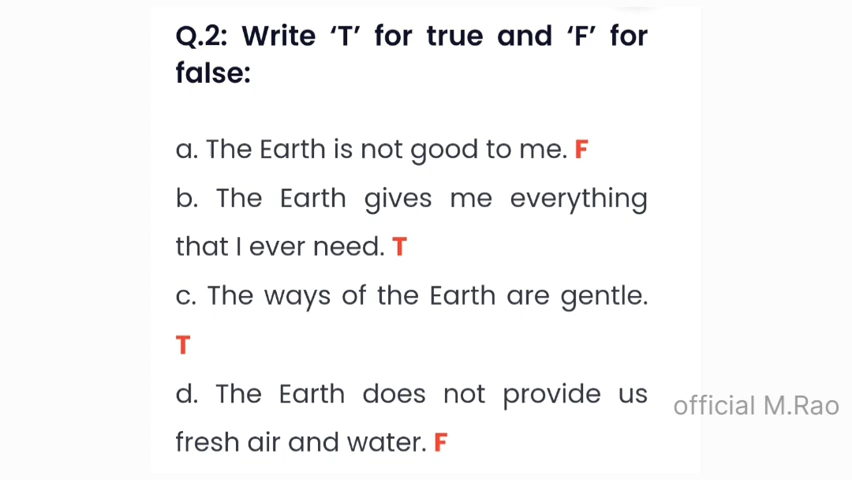 Q.2: Write ‘T’ for true and ‘F’ for
false:
a. The Earth is not good to me. F
b. The Earth gives me everything
that I ever need. T
c. The ways of the Earth are gentle.
T
d. The Earth does not provide us
fresh air and water. F
official M.Rao